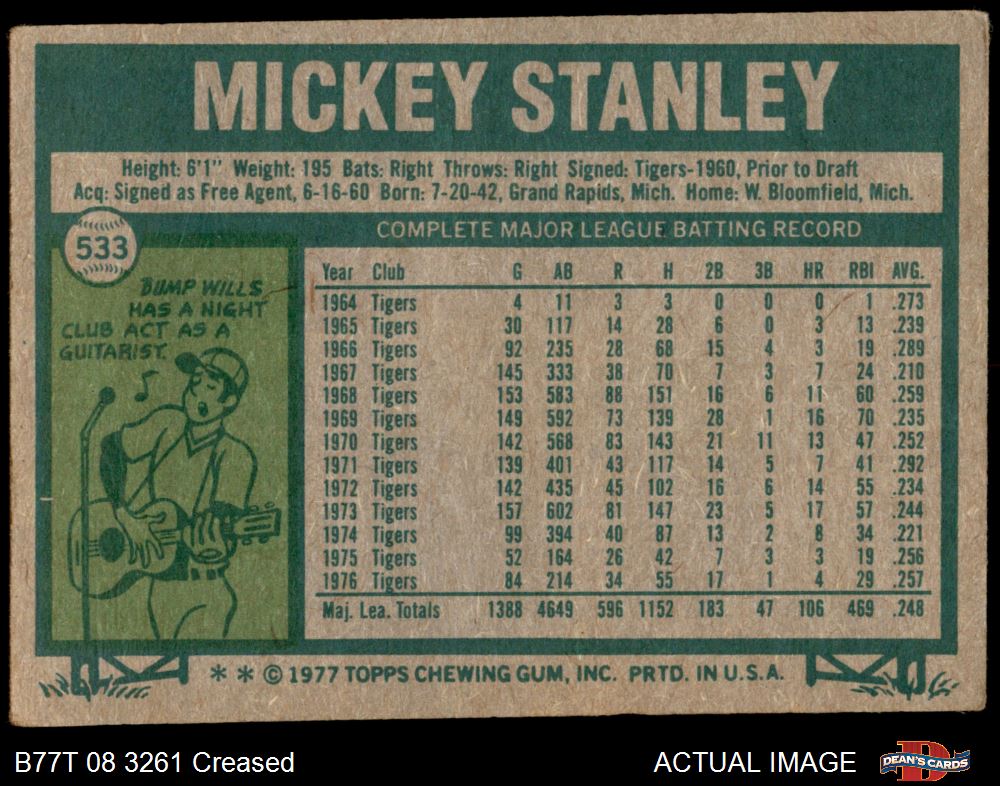 MICKEY STANLEY
Height: 6'1" Weight: 195 Bats: Right Throws: Right Signed: Tigers-1960, Prior to Draft
Acq: Signed as Free Agent, 6-16-60 Born: 7-20-42, Grand Rapids, Mich. Home: W. Bloomfield, Mich.
533
BUMP WILLS
HAS A NIGHT
CLUB ACT AS A
GUITARIST.
COMPLETE MAJOR LEAGUE BATTING RECORD
Year Club G AB R H 2B 3B HR RBI AVG.
1964 Tigers 4 11 3 3 0 0 0 1 .273
1965 Tigers 30 117 14 28 6 0 3 13 .239
1966 Tigers 92 235 28 68 15 4 3 19 .289
1967 Tigers 145 333 38 70 7 3 7 24 .210
1968 Tigers 153 583 88 151 16 6 11 60 .259
1969 Tigers 149 592 73 139 28 1 16 70 .235
1970 Tigers 142 568 83 143 21 11 13 47 .252
1971 Tigers 139 401 43 117 14 5 7 41 .292
1972 Tigers 142 435 45 102 16 6 14 55 .234
1973 Tigers 157 602 81 147 23 5 17 57 .244
1974 Tigers 99 394 40 87 13 2 8 34 .221
1975 Tigers 52 164 26 42 7 3 3 19 .256
1976 Tigers 84 214 34 55 17 1 4 29 .257
Maj. Lea. Totals 1388 4649 596 1152 183 47 106 469 .248
* * © 1977 TOPPS CHEWING GUM, INC. PRTD. IN U.S.A.
B77T 08 3261 Creased
ACTUAL IMAGE
D
DEAN'S CARDS